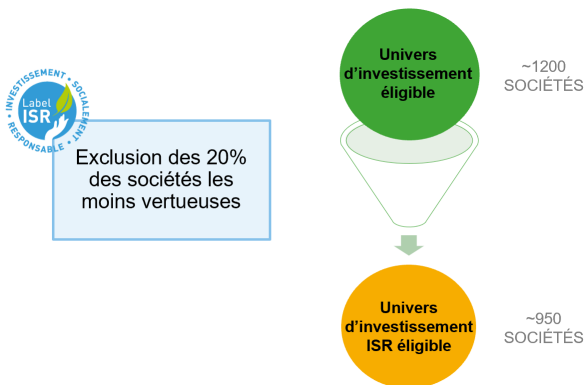 INVESTISSEMENT • SOCIALEMENT • RESPONSABLE •
Label
ISR
Exclusion des 20%
des sociétés les
moins vertueuses
Univers
d’investissement
éligible
~1200
SOCIÉTÉS
Univers
d’investissement
ISR éligible
~950
SOCIÉTÉS